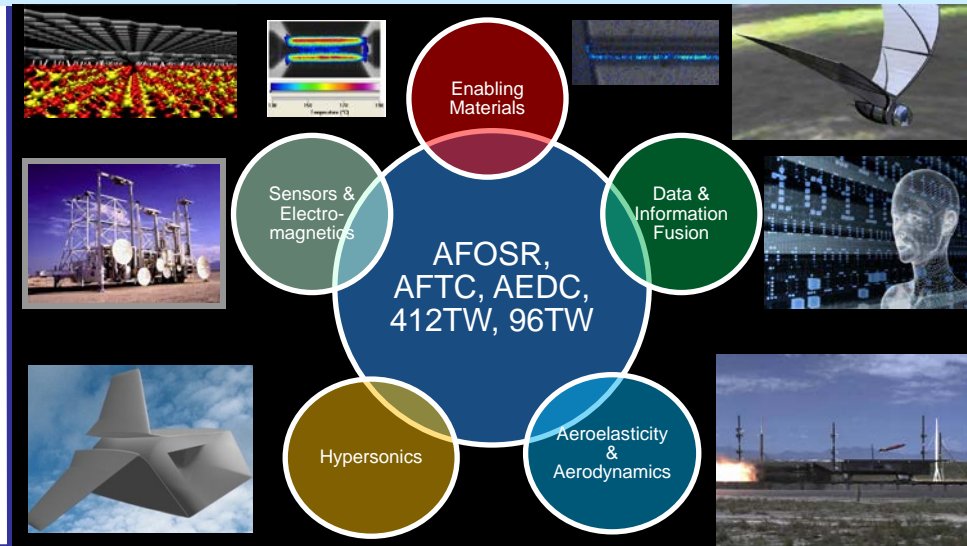 Enabling
Materials
Sensors &
Electro-
magnetics
Data &
Information
Fusion
AFOSR,
AFTC, AEDC,
412TW, 96TW
Hypersonics
Aeroelasticity
&
Aerodynamics